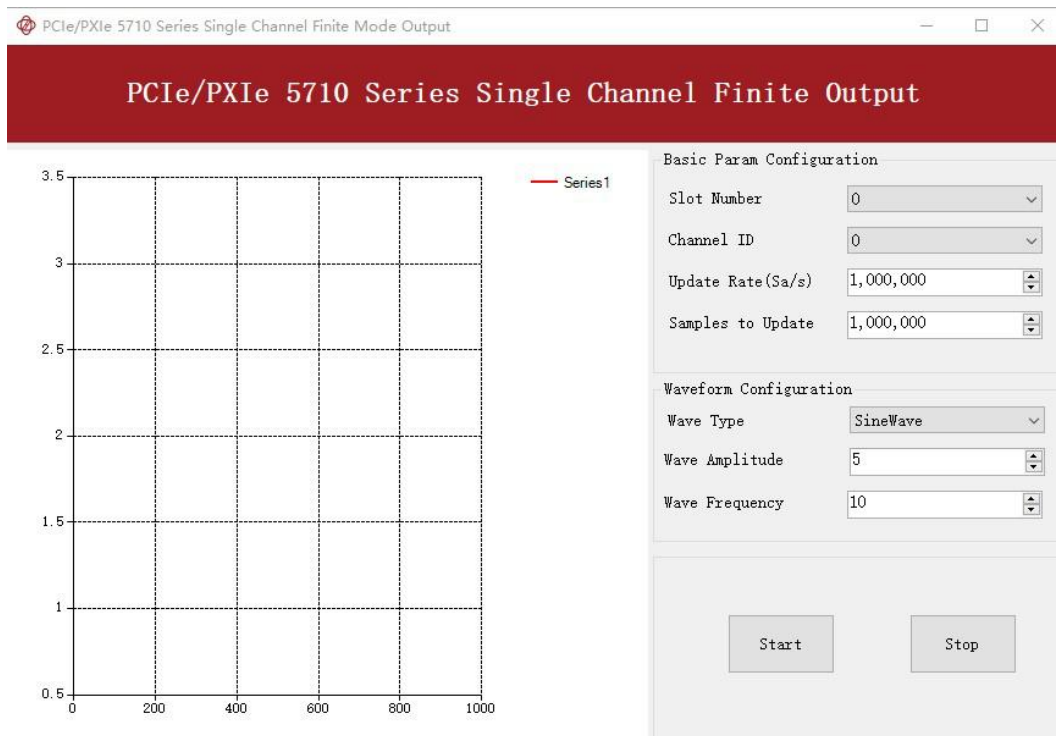 PCIe/PXIe 5710 Series Single Channel Finite Mode Output
PCIe/PXIe 5710 Series Single Channel Finite Output
3.5
3
2.5
2
1.5
1
0.5
0 200 400 600 800 1000
Series1
Basic Param Configuration
Slot Number 0
Channel ID 0
Update Rate(Sa/s) 1,000,000
Samples to Update 1,000,000
Waveform Configuration
Wave Type SineWave
Wave Amplitude 5
Wave Frequency 10
Start Stop